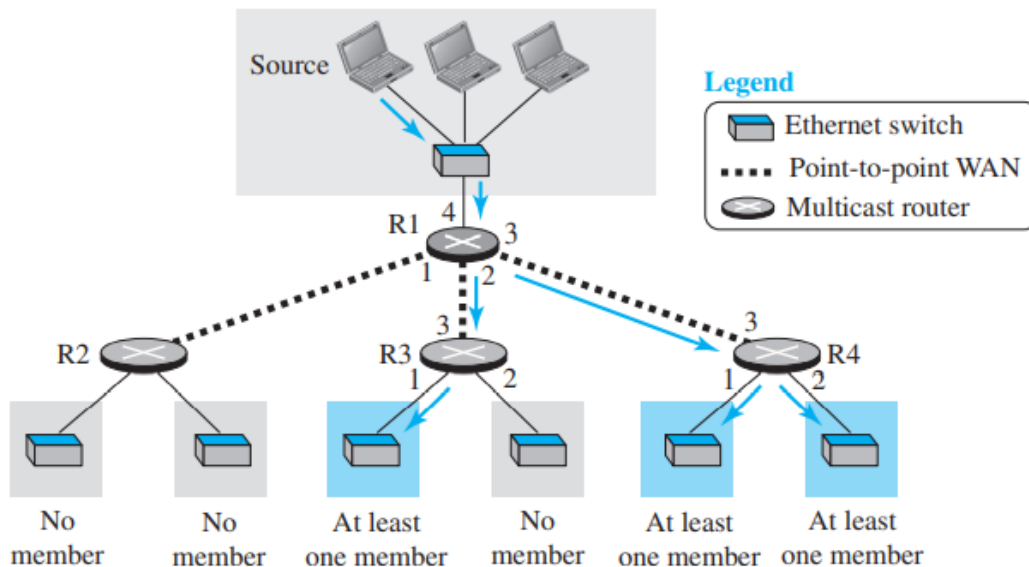 Source
Legend
Ethernet switch
Point-to-point WAN
Multicast router
4
R1
3
1
2
3
3
R2
R3
R4
1
2
1
2
No
member
No
member
At least
one member
No
member
At least
one member
At least
one member